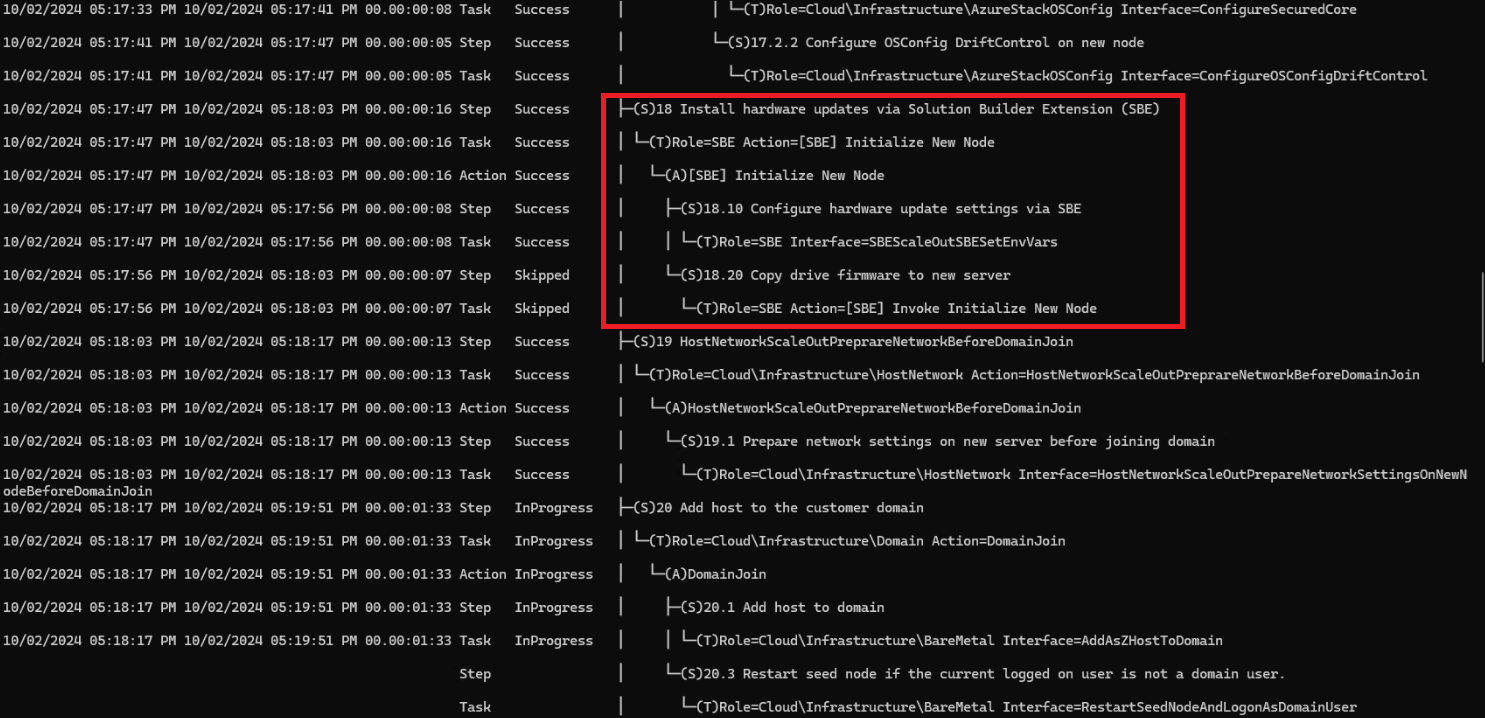 10/02/2024 05:17:33 PM 10/02/2024 05:17:41 PM 00.00:00:08 Task   Success      │           │ └─(T)Role=Cloud\Infrastructure\AzureStackOSConfig Interface=ConfigureSecuredCore
10/02/2024 05:17:41 PM 10/02/2024 05:17:47 PM 00.00:00:05 Step   Success      │           └─(S)17.2.2 Configure OSConfig DriftControl on new node
10/02/2024 05:17:41 PM 10/02/2024 05:17:47 PM 00.00:00:05 Task   Success      │             └─(T)Role=Cloud\Infrastructure\AzureStackOSConfig Interface=ConfigureOSConfigDriftControl
10/02/2024 05:17:47 PM 10/02/2024 05:18:03 PM 00.00:00:16 Step   Success      ├─(S)18 Install hardware updates via Solution Builder Extension (SBE)
10/02/2024 05:17:47 PM 10/02/2024 05:18:03 PM 00.00:00:16 Task   Success      │ └─(T)Role=SBE Action=[SBE] Initialize New Node
10/02/2024 05:17:47 PM 10/02/2024 05:18:03 PM 00.00:00:16 Action Success      │   └─(A)[SBE] Initialize New Node
10/02/2024 05:17:47 PM 10/02/2024 05:17:56 PM 00.00:00:08 Step   Success      │     ├─(S)18.10 Configure hardware update settings via SBE
10/02/2024 05:17:47 PM 10/02/2024 05:17:56 PM 00.00:00:08 Task   Success      │     │ └─(T)Role=SBE Interface=SBEScaleOutSBESetEnvVars
10/02/2024 05:17:56 PM 10/02/2024 05:18:03 PM 00.00:00:07 Step   Skipped      │     └─(S)18.20 Copy drive firmware to new server
10/02/2024 05:17:56 PM 10/02/2024 05:18:03 PM 00.00:00:07 Task   Skipped      │       └─(T)Role=SBE Action=[SBE] Invoke Initialize New Node
10/02/2024 05:18:03 PM 10/02/2024 05:18:17 PM 00.00:00:13 Step   Success      ├─(S)19 HostNetworkScaleOutPreprareNetworkBeforeDomainJoin
10/02/2024 05:18:03 PM 10/02/2024 05:18:17 PM 00.00:00:13 Task   Success      │ └─(T)Role=Cloud\Infrastructure\HostNetwork Action=HostNetworkScaleOutPreprareNetworkBeforeDomainJoin
10/02/2024 05:18:03 PM 10/02/2024 05:18:17 PM 00.00:00:13 Action Success      │   └─(A)HostNetworkScaleOutPreprareNetworkBeforeDomainJoin
10/02/2024 05:18:03 PM 10/02/2024 05:18:17 PM 00.00:00:13 Step   Success      │     └─(S)19.1 Prepare network settings on new server before joining domain
10/02/2024 05:18:03 PM 10/02/2024 05:18:17 PM 00.00:00:13 Task   Success      │       └─(T)Role=Cloud\Infrastructure\HostNetwork Interface=HostNetworkScaleOutPrepareNetworkSettingsOnNewN
odeBeforeDomainJoin
10/02/2024 05:18:17 PM 10/02/2024 05:19:51 PM 00.00:01:33 Step   InProgress   ├─(S)20 Add host to the customer domain
10/02/2024 05:18:17 PM 10/02/2024 05:19:51 PM 00.00:01:33 Task   InProgress   │ └─(T)Role=Cloud\Infrastructure\Domain Action=DomainJoin
10/02/2024 05:18:17 PM 10/02/2024 05:19:51 PM 00.00:01:33 Action InProgress   │   └─(A)DomainJoin
10/02/2024 05:18:17 PM 10/02/2024 05:19:51 PM 00.00:01:33 Step   InProgress   │     ├─(S)20.1 Add host to domain
10/02/2024 05:18:17 PM 10/02/2024 05:19:51 PM 00.00:01:33 Task   InProgress   │     │ └─(T)Role=Cloud\Infrastructure\BareMetal Interface=AddAsZHostToDomain
Step                │     └─(S)20.3 Restart seed node if the current logged on user is not a domain user.
Task                │       └─(T)Role=Cloud\Infrastructure\BareMetal Interface=RestartSeedNodeAndLogonAsDomainUser